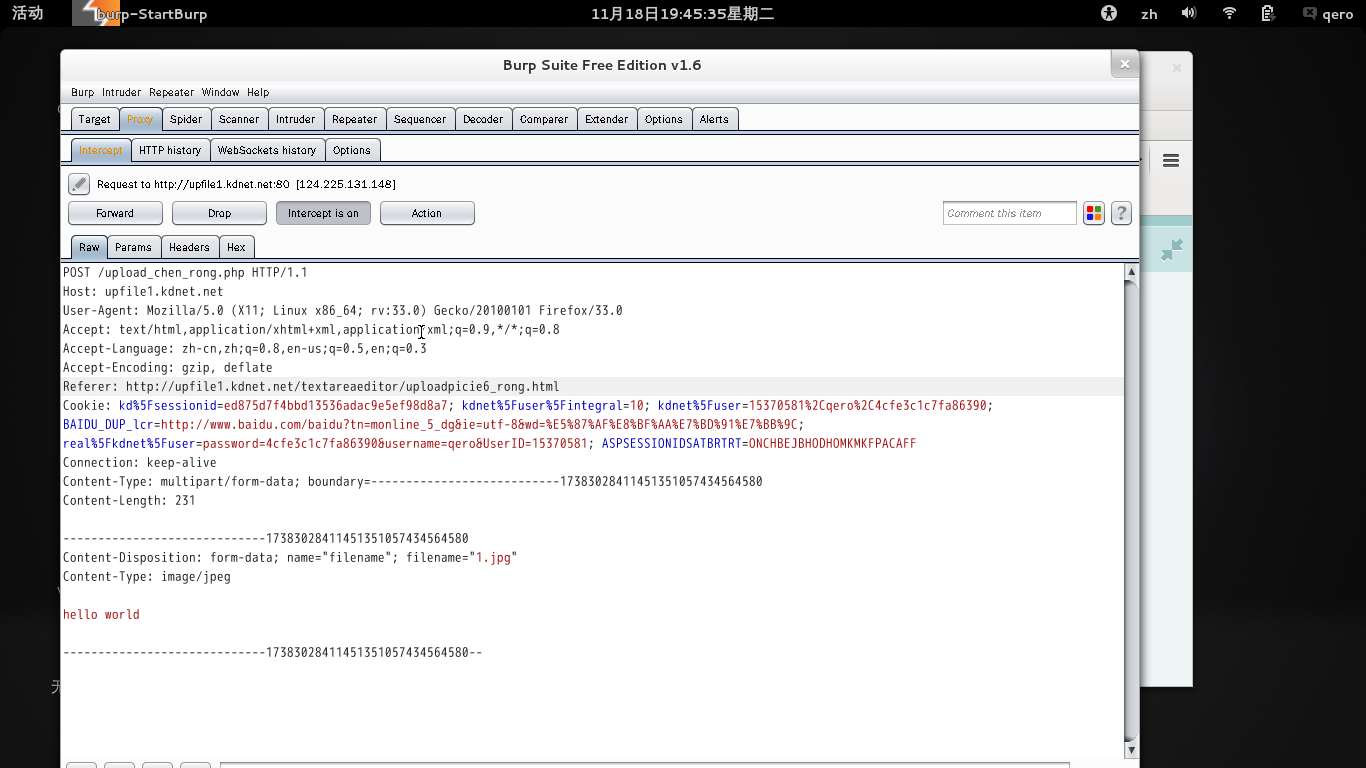 活动
burp-StartBurp
11月18日19:45:35星期二
zh
qero
Burp Suite Free Edition v1.6
Burp Intruder Repeater Window Help
Target Proxy Spider Scanner Intruder Repeater Sequencer Decoder Comparer Extender Options Alerts
Intercept HTTP history WebSockets history Options
Request to http://upfile1.kdnet.net:80 [124.225.131.148]
Forward Drop Intercept is on Action Comment this item ?
Raw Params Headers Hex
POST /upload_chen_rong.php HTTP/1.1
Host: upfile1.kdnet.net
User-Agent: Mozilla/5.0 (X11; Linux x86_64; rv:33.0) Gecko/20100101 Firefox/33.0
Accept: text/html,application/xhtml+xml,application/xml;q=0.9,*/*;q=0.8
Accept-Language: zh-cn,zh;q=0.8,en-us;q=0.5,en;q=0.3
Accept-Encoding: gzip, deflate
Referer: http://upfile1.kdnet.net/textareaeditor/uploadpicie6_rong.html
Cookie: kd%5Fsessionid=ed875d7f4bbd13536adac9e5ef98d8a7; kdnet%5Fuser%5Fintegral=10; kdnet%5Fuser=15370581%2Cqero%2C4cfe3c1c7fa86390;
BAIDU_DUP_lcr=http://www.baidu.com/baidu?tn=monline_5_dg&ie=utf-8&wd=%E5%87%AF%E8%BF%AA%E7%BD%91%E7%BB%9C;
real%5Fkdnet%5Fuser=password=4cfe3c1c7fa86390&username=qero&UserID=15370581; ASPSESSIONIDSATBRTRT=ONCHBEJBHODHOMKMKFPACAFF
Connection: keep-alive
Content-Type: multipart/form-data; boundary=---------------------------17383028411451351057434564580
Content-Length: 231
-----------------------------17383028411451351057434564580
Content-Disposition: form-data; name="filename"; filename="1.jpg"
Content-Type: image/jpeg
hello world
-----------------------------17383028411451351057434564580--